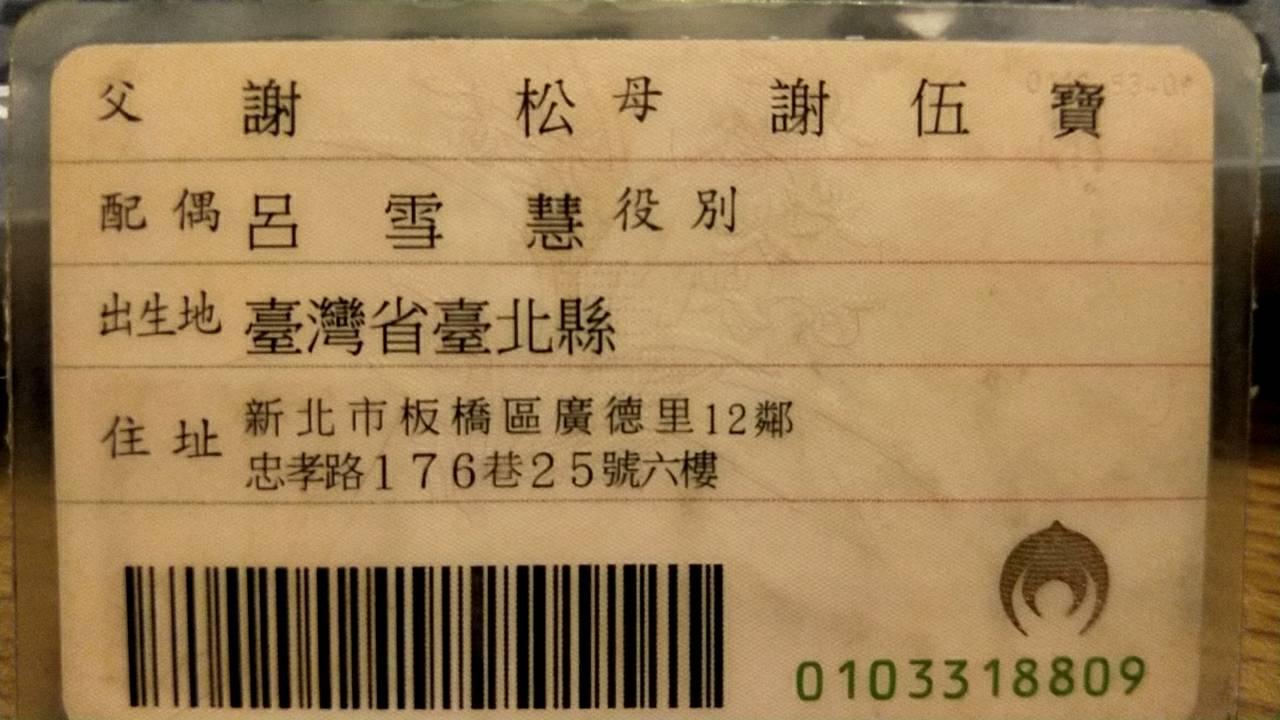 父 謝 松 母 謝 伍 寶
配偶 呂 雪 慧 役別
出生地 臺灣省臺北縣
住址 新北市板橋區廣德里12鄰
忠孝路176巷25號六樓
0103318809